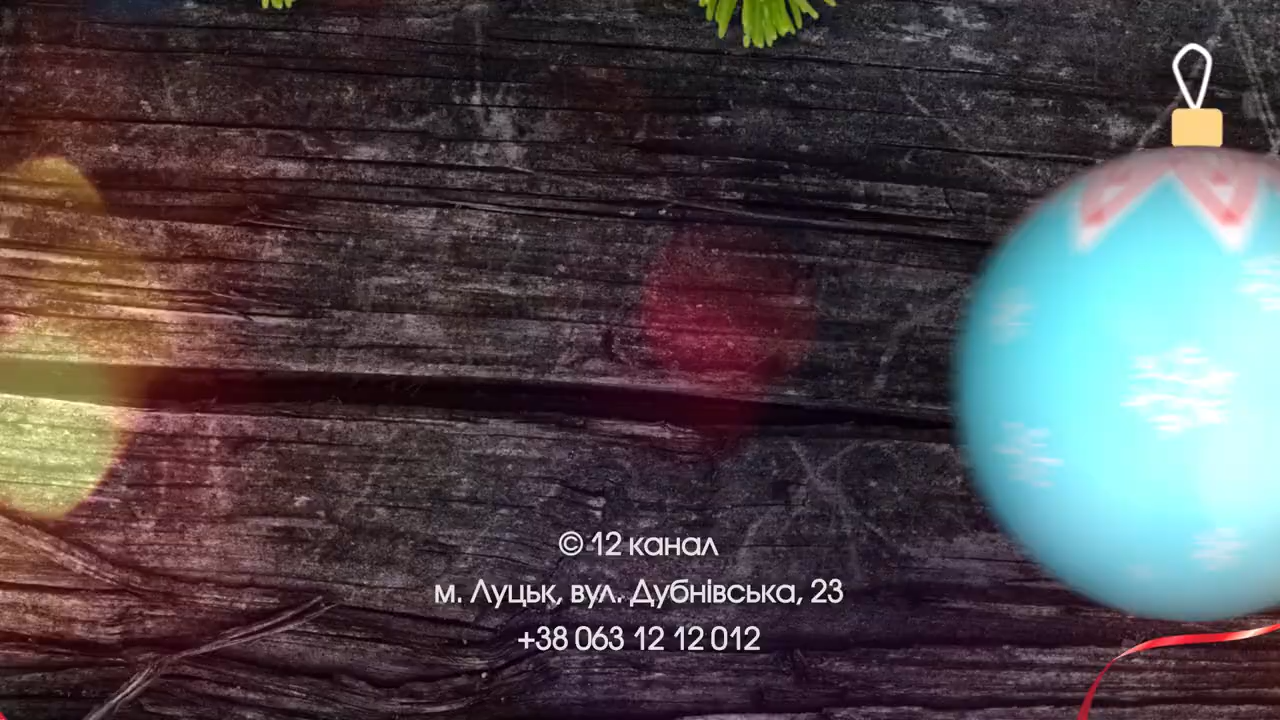 © 12 канал
м. Луцьк, вул. Дубнівська, 23
+38 063 12 12 012